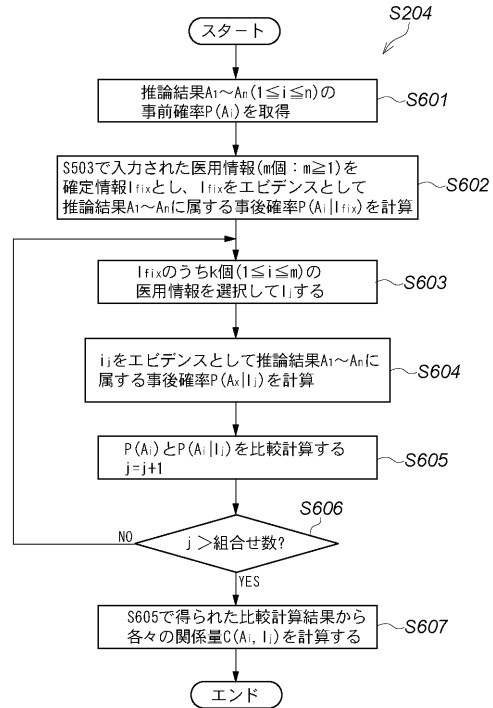 S204
スタート
推論結果A₁～Aₙ(1≦i≦n)の
事前確率P(Aᵢ)を取得
S601
S503で入力された医用情報(m個:m≧1)を
確定情報Ifixとし、Ifixをエビデンスとして
推論結果A₁～Aₙに属する事後確率P(Aᵢ|Ifix)を計算
S602
Ifixのうちk個(1≦i≦m)の
医用情報を選択してIⱼする
S603
iⱼをエビデンスとして推論結果A₁～Aₙに
属する事後確率P(Aₓ|Iⱼ)を計算
S604
P(Aᵢ)とP(Aᵢ|Iⱼ)を比較計算する
j=j+1
S605
S606
j＞組合せ数?
NO
YES
S605で得られた比較計算結果から
各々の関係量C(Aᵢ,Iⱼ)を計算する
S607
エンド